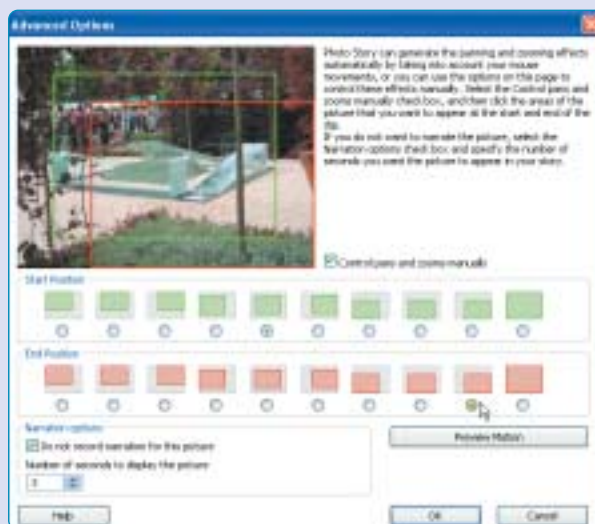 Advanced Options
Photo Story can generate the panning and zooming effects
automatically by taking into account your mouse
movements, or you can use the options on this page to
control these effects manually. Select the Control pans and
zooms manually check box, and then click the areas of the
picture that you want to appear at the start and end of the
clip.
If you do not want to narrate the picture, select the
Narration options check box and specify the number of
seconds you want the picture to appear in your story.
Control pans and zooms manually
Start Position
End Position
Narration options
Do not record narration for this picture
Number of seconds to display the picture
Preview Motion
Help
OK
Cancel